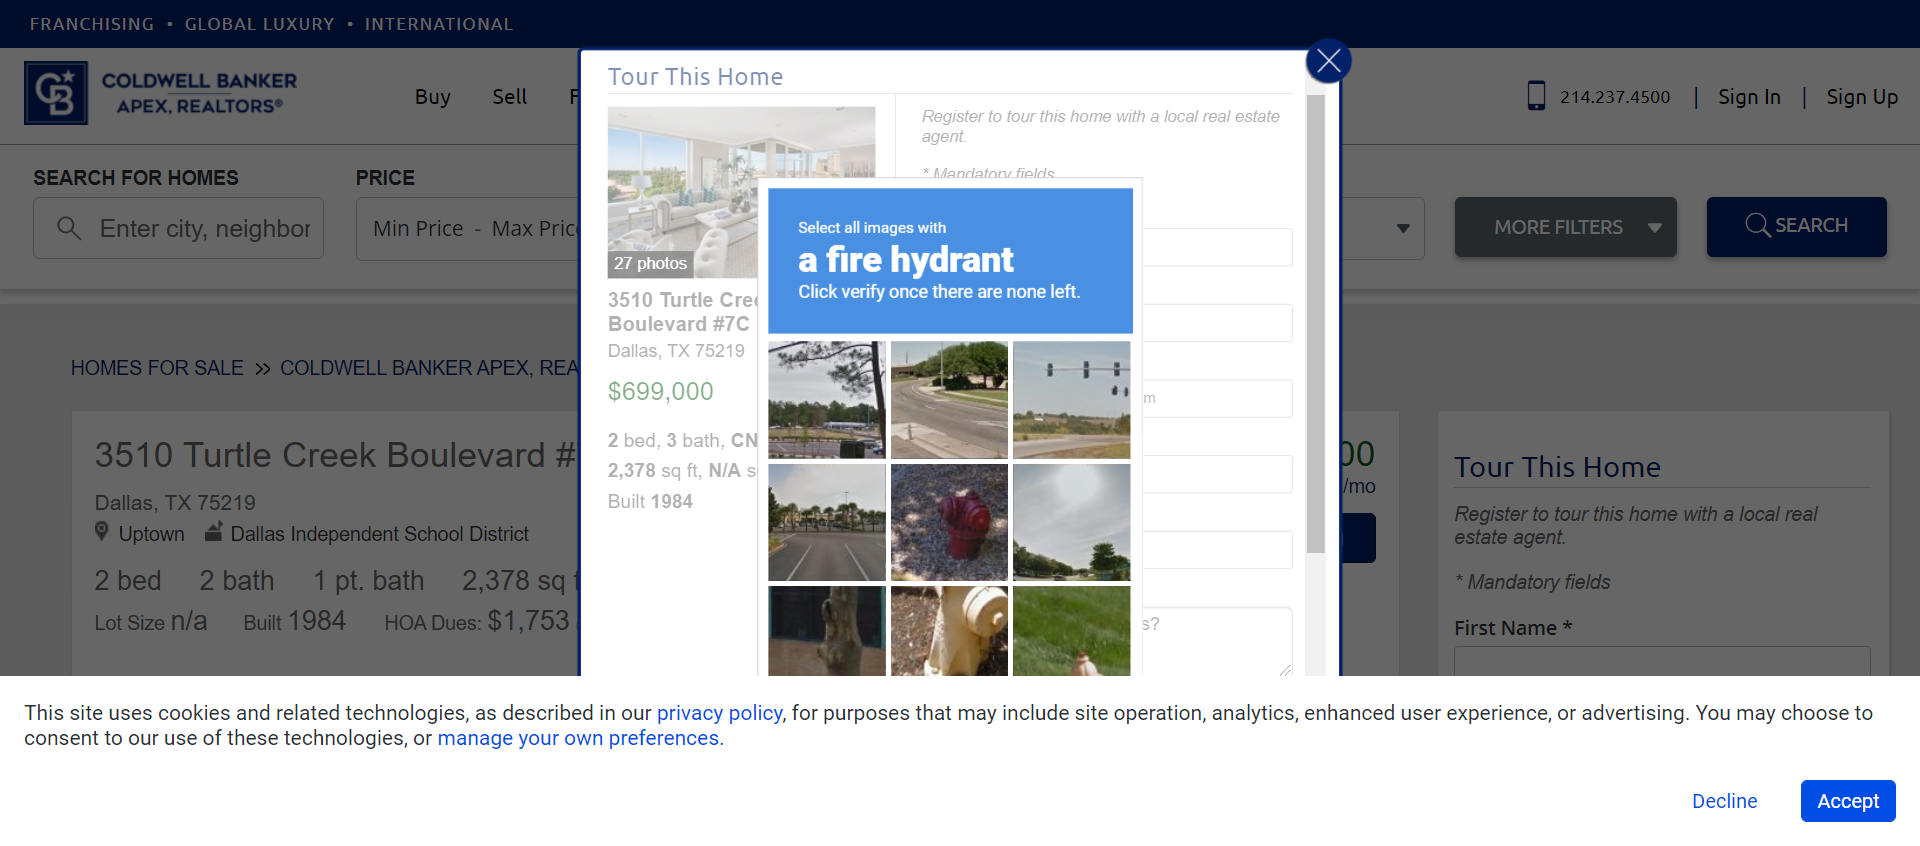 FRANCHISING • GLOBAL LUXURY • INTERNATIONAL
COLDWELL BANKER
APEX, REALTORS®
Buy Sell F
214.237.4500 | Sign In | Sign Up
SEARCH FOR HOMES
Enter city, neighbor
PRICE
Min Price - Max Pric
MORE FILTERS
SEARCH
HOMES FOR SALE » COLDWELL BANKER APEX, REA
3510 Turtle Creek Boulevard #
Dallas, TX 75219
Uptown Dallas Independent School District
2 bed 2 bath 1 pt. bath 2,378 sq f
Lot Size n/a Built 1984 HOA Dues: $1,753
00
/mo
Tour This Home
27 photos
3510 Turtle Cree
Boulevard #7C
Dallas, TX 75219
$699,000
2 bed, 3 bath, CN
2,378 sq ft, N/A s
Built 1984
Register to tour this home with a local real estate
agent.
* Mandatory fields
m
s?
Select all images with
a fire hydrant
Click verify once there are none left.
Tour This Home
Register to tour this home with a local real
estate agent.
* Mandatory fields
First Name *
This site uses cookies and related technologies, as described in our privacy policy, for purposes that may include site operation, analytics, enhanced user experience, or advertising. You may choose to
consent to our use of these technologies, or manage your own preferences.
Decline
Accept